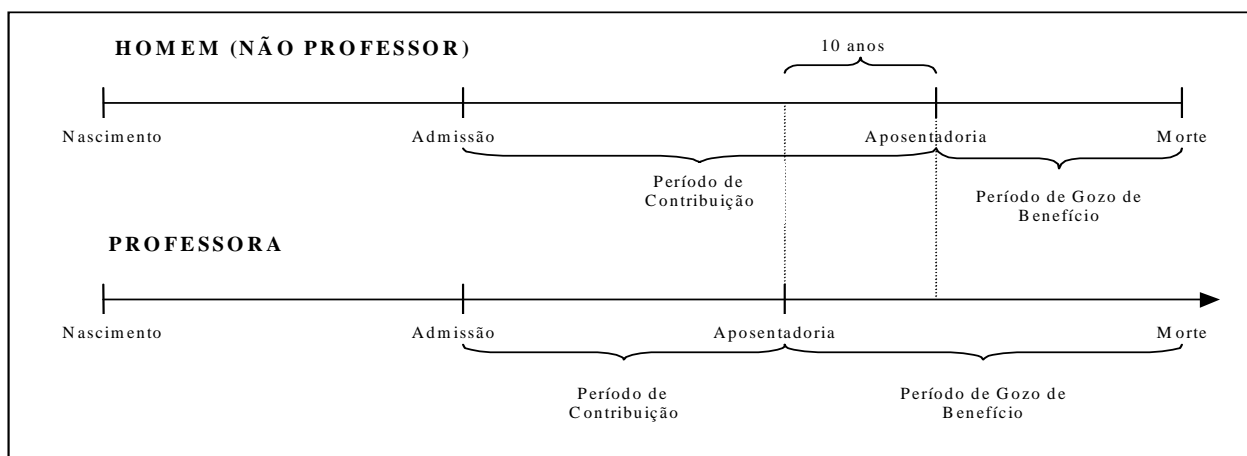 HOMEM (NÃO PROFESSOR)
10 anos
Nascimento
Admissão
Aposentadoria
Morte
Período de
Contribuição
Período de Gozo de
Benefício
PROFESSORA
Nascimento
Admissão
Aposentadoria
Morte
Período de
Contribuição
Período de Gozo de
Benefício